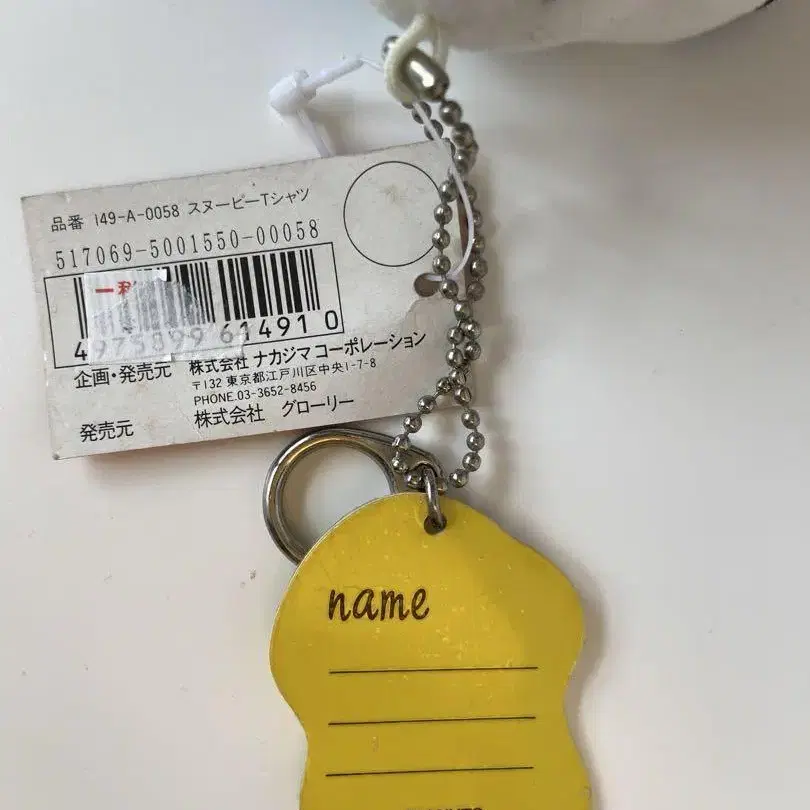 品番 I49-A-0058 スヌーピーTシャツ
517069-5001550-00058
4975899 614910
企画・発売元 株式会社 ナカジマコーポレーション
〒132 東京都江戸川区中央1-7-8
PHONE.03-3652-8456
発売元 株式会社 グローリー
name